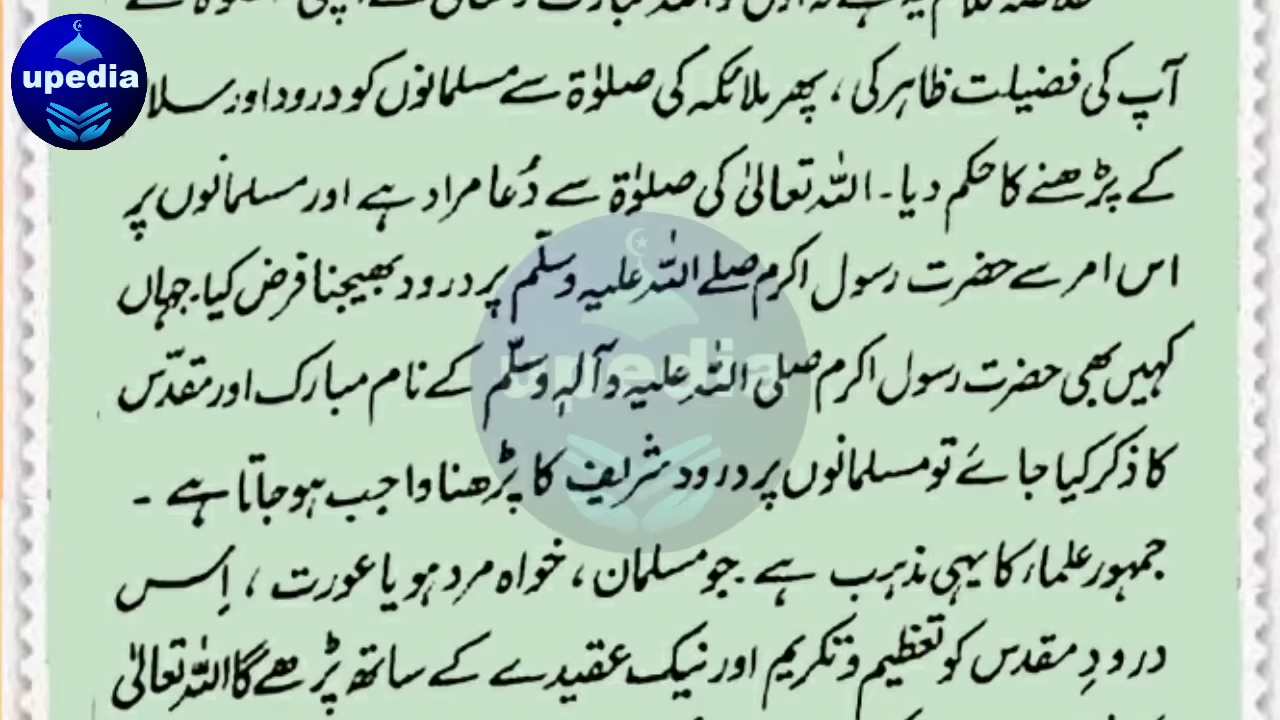 upedia
آپ کی فضیلت ظاہر کی ، پھر ملائکہ کی صلوٰۃ سے مسلمانوں کو درود اور سلا
کے پڑھنے کا حکم دیا۔ اللہ تعالیٰ کی صلوٰۃ سے دُعا مراد ہے اور مسلمانوں پر
اس امر سے حضرت رسول اکرم صلے اللہ علیہ وسلّم پر درود بھیجنا فرض کیا۔ جہاں
کہیں بھی حضرت رسول اکرم صلی اللہ علیہ وآلہٖ وسلّم کے نام مبارک اور مقدّس
کا ذکر کیا جائے تو مسلمانوں پر درود شریف کا پڑھنا واجب ہو جاتا ہے ۔
جمہور علماء کا یہی مذہب ہے ۔ جو مسلمان ، خواہ مرد ہو یا عورت ، اِس
درودِ مقدس کو تعظیم و تکریم اور نیک عقیدے کے ساتھ پڑھے گا اللہ تعالیٰ